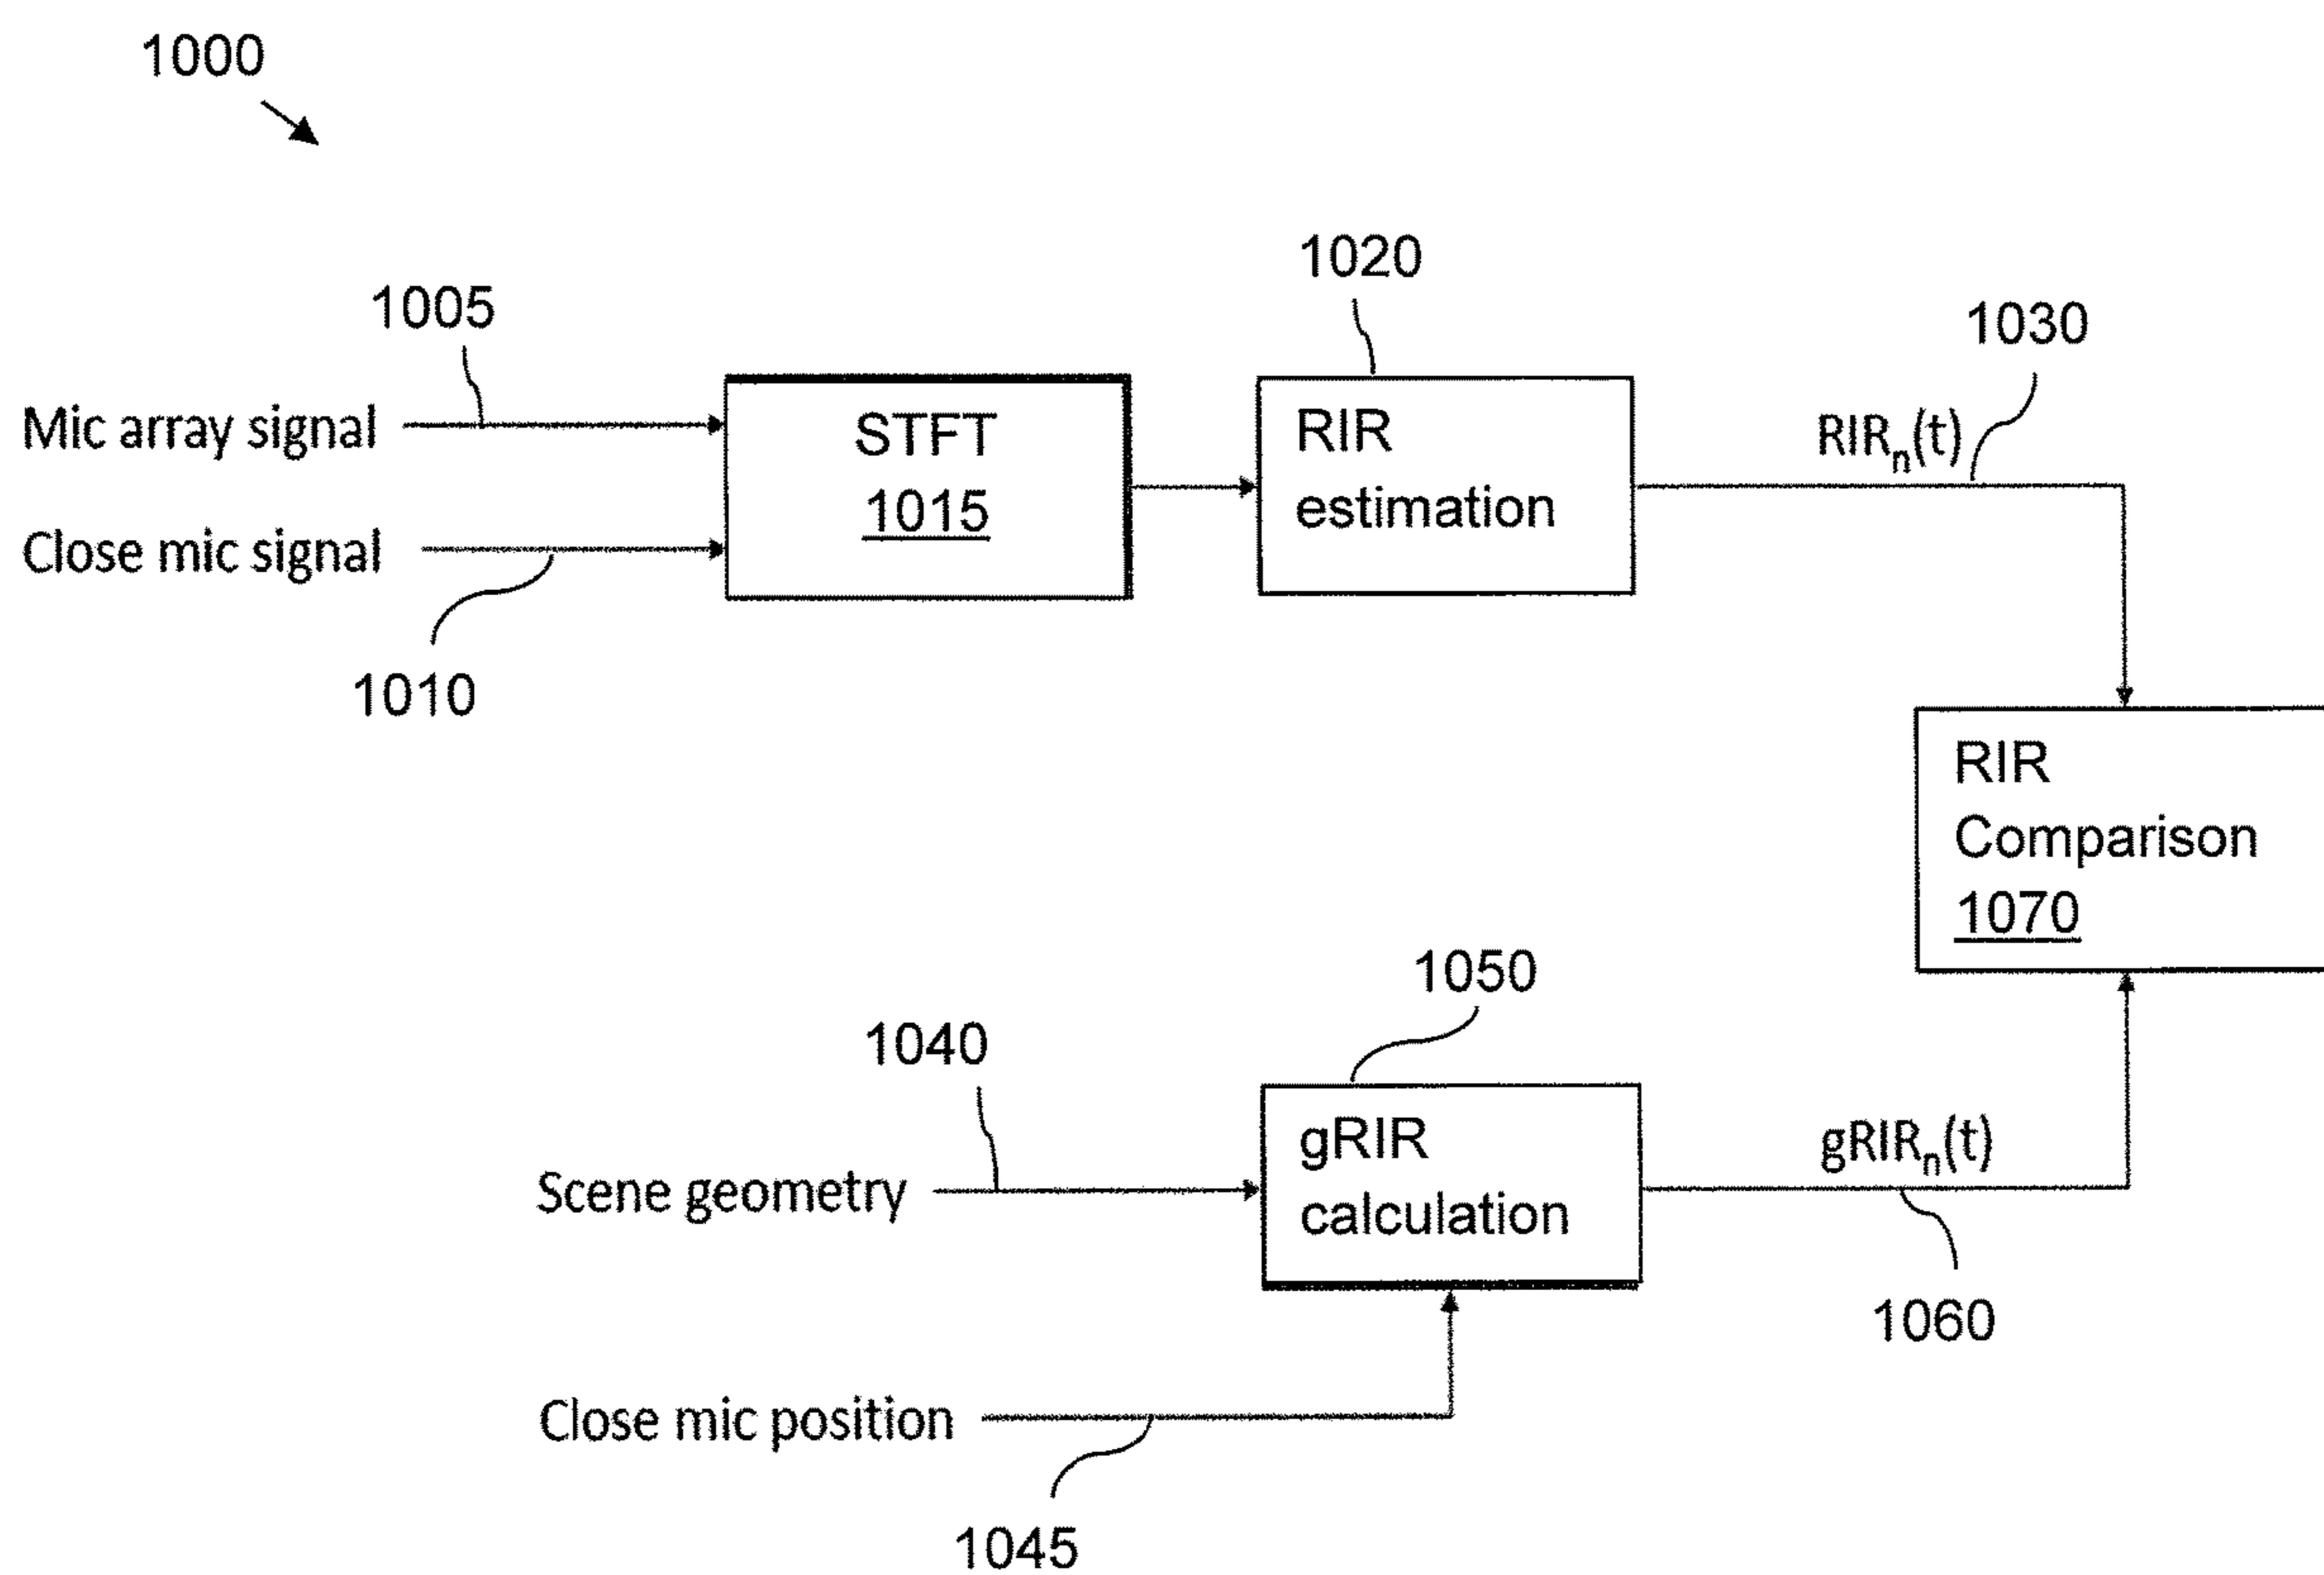 1000
1020
1005
1030
Mic array signal
STFT
1015
RIR
estimation
RIRn(t)
Close mic signal
1010
RIR
Comparison
1070
1050
1040
Scene geometry
gRIR
calculation
gRIRn(t)
1060
Close mic position
1045